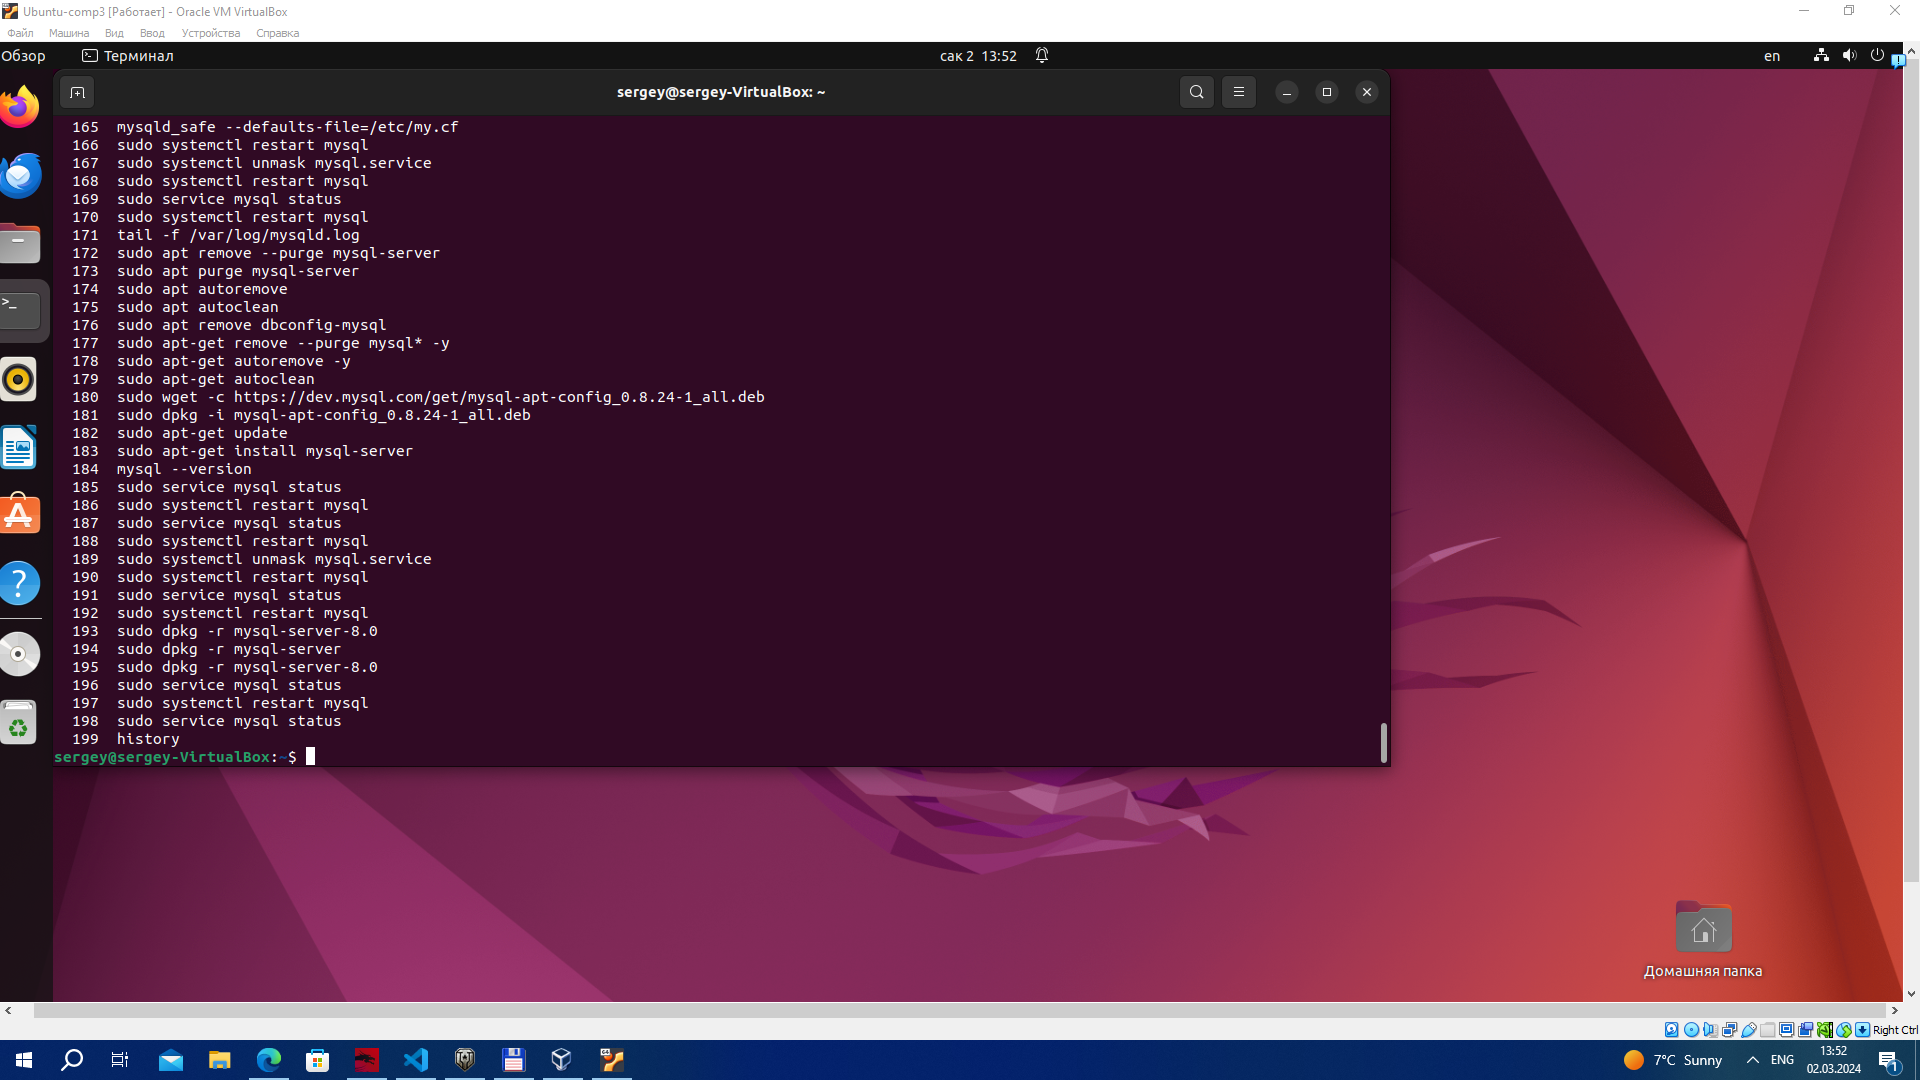 Ubuntu-comp3 [Работает] - Oracle VM VirtualBox
Файл Машина Вид Ввод Устройства Справка
Обзор Терминал сак 2 13:52 en
sergey@sergey-VirtualBox: ~
165 mysqld_safe --defaults-file=/etc/my.cf
166 sudo systemctl restart mysql
167 sudo systemctl unmask mysql.service
168 sudo systemctl restart mysql
169 sudo service mysql status
170 sudo systemctl restart mysql
171 tail -f /var/log/mysqld.log
172 sudo apt remove --purge mysql-server
173 sudo apt purge mysql-server
174 sudo apt autoremove
175 sudo apt autoclean
176 sudo apt remove dbconfig-mysql
177 sudo apt-get remove --purge mysql* -y
178 sudo apt-get autoremove -y
179 sudo apt-get autoclean
180 sudo wget -c https://dev.mysql.com/get/mysql-apt-config_0.8.24-1_all.deb
181 sudo dpkg -i mysql-apt-config_0.8.24-1_all.deb
182 sudo apt-get update
183 sudo apt-get install mysql-server
184 mysql --version
185 sudo service mysql status
186 sudo systemctl restart mysql
187 sudo service mysql status
188 sudo systemctl restart mysql
189 sudo systemctl unmask mysql.service
190 sudo systemctl restart mysql
191 sudo service mysql status
192 sudo systemctl restart mysql
193 sudo dpkg -r mysql-server-8.0
194 sudo dpkg -r mysql-server
195 sudo dpkg -r mysql-server-8.0
196 sudo service mysql status
197 sudo systemctl restart mysql
198 sudo service mysql status
199 history
sergey@sergey-VirtualBox:~$
Домашняя папка
Right Ctrl
7°C Sunny ENG 13:52
02.03.2024
1